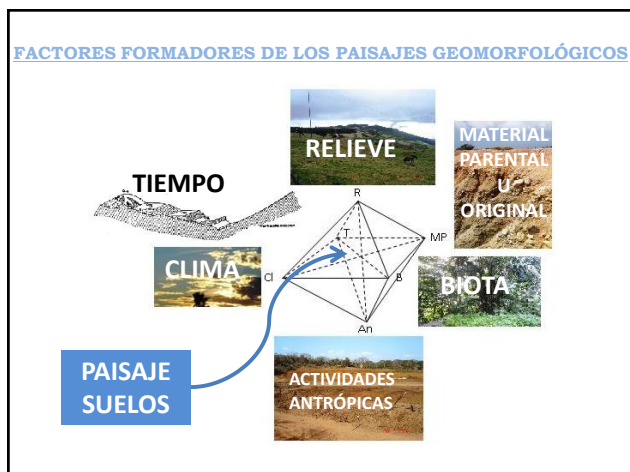 FACTORES FORMADORES DE LOS PAISAJES GEOMORFOLÓGICOS
RELIEVE
MATERIAL
PARENTAL
U
ORIGINAL
TIEMPO
R
T
MP
CLIMA
Cl
B
BIOTA
An
PAISAJE
SUELOS
ACTIVIDADES
ANTRÓPICAS